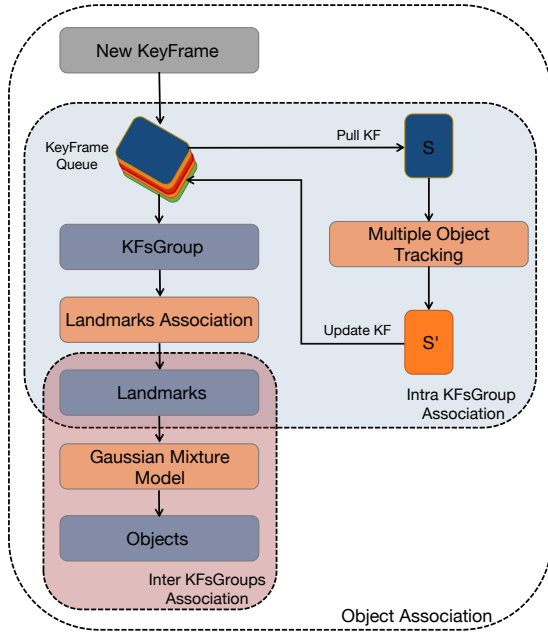 New KeyFrame
KeyFrame
Queue
Pull KF
S
KFsGroup
Multiple Object
Tracking
Landmarks Association
Update KF
S'
Landmarks
Intra KFsGroup
Association
Gaussian Mixture
Model
Objects
Inter KFsGroups
Association
Object Association